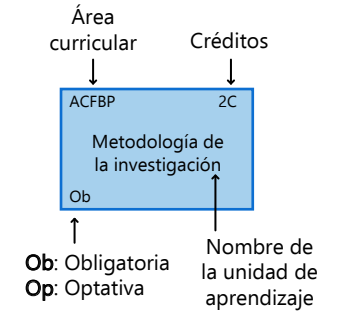 Área
curricular
Créditos
ACFBP
2C
Metodología de
la investigación
Ob
Ob: Obligatoria
Op: Optativa
Nombre de
la unidad de
aprendizaje